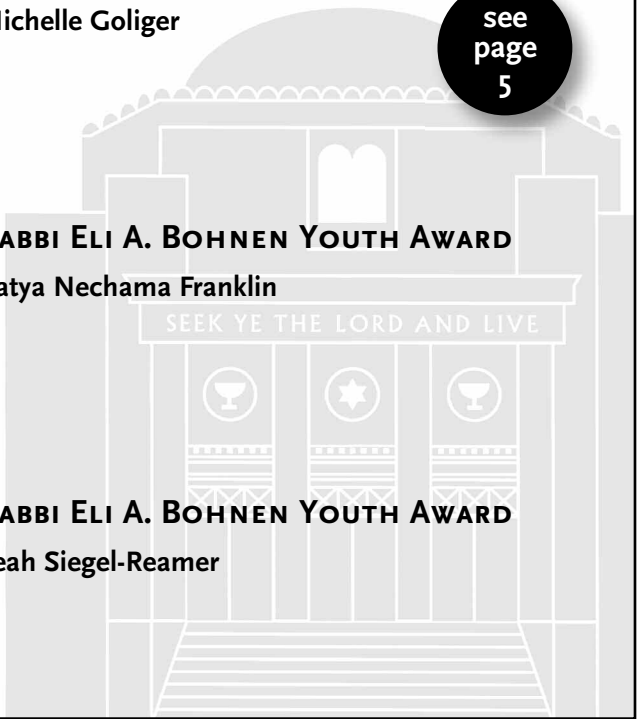 ichelle Goliger
see
page
5
abbi Eli A. Bohnen Youth Award
atya Nechama Franklin
SEEK YE THE LORD AND LIVE
abbi Eli A. Bohnen Youth Award
eah Siegel-Reamer